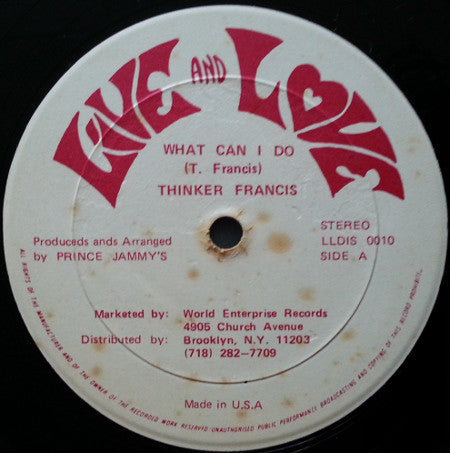 LIVE AND LOVE
WHAT CAN I DO
(T. Francis)
THINKER FRANCIS
Produceds ands Arranged
by PRINCE JAMMY'S
STEREO
LLDIS 0010
SIDE A
Marketed by: World Enterprise Records
4905 Church Avenue
Distributed by: Brooklyn, N.Y. 11203
(718) 282-7709
Made in U.S.A
ALL RIGHTS OF THE MANUFACTURER AND OF THE OWNER OF THE RECORDED WORK RESERVED UNAUTHORISED PUBLIC PERFORMANCE BROADCASTING AND COPYING OF THIS RECORD PROHIBITED